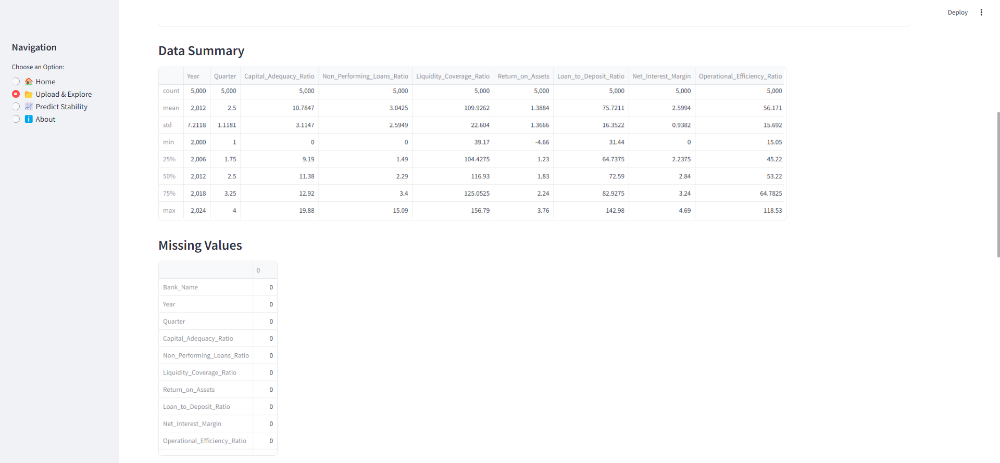 Deploy
Navigation
Choose an Option:
Home
Upload & Explore
Predict Stability
About
Data Summary
Year Quarter Capital_Adequacy_Ratio Non_Performing_Loans_Ratio Liquidity_Coverage_Ratio Return_on_Assets Loan_to_Deposit_Ratio Net_Interest_Margin Operational_Efficiency_Ratio
count 5,000 5,000 5,000 5,000 5,000 5,000 5,000 5,000 5,000
mean 2,012 2.5 10.7847 3.0425 109.9262 1.3884 75.7211 2.5994 56.171
std 7.2118 1.1181 3.1147 2.5949 22.604 1.3666 16.3522 0.9382 15.692
min 2,000 1 0 0 39.17 -4.66 31.44 0 15.05
25% 2,006 1.75 9.19 1.49 104.4275 1.23 64.7375 2.2375 45.22
50% 2,012 2.5 11.38 2.29 116.93 1.83 72.59 2.84 53.22
75% 2,018 3.25 12.92 3.4 125.0525 2.24 82.9275 3.24 64.7825
max 2,024 4 19.88 15.09 156.79 3.76 142.98 4.69 118.53
Missing Values
0
Bank_Name 0
Year 0
Quarter 0
Capital_Adequacy_Ratio 0
Non_Performing_Loans_Ratio 0
Liquidity_Coverage_Ratio 0
Return_on_Assets 0
Loan_to_Deposit_Ratio 0
Net_Interest_Margin 0
Operational_Efficiency_Ratio 0